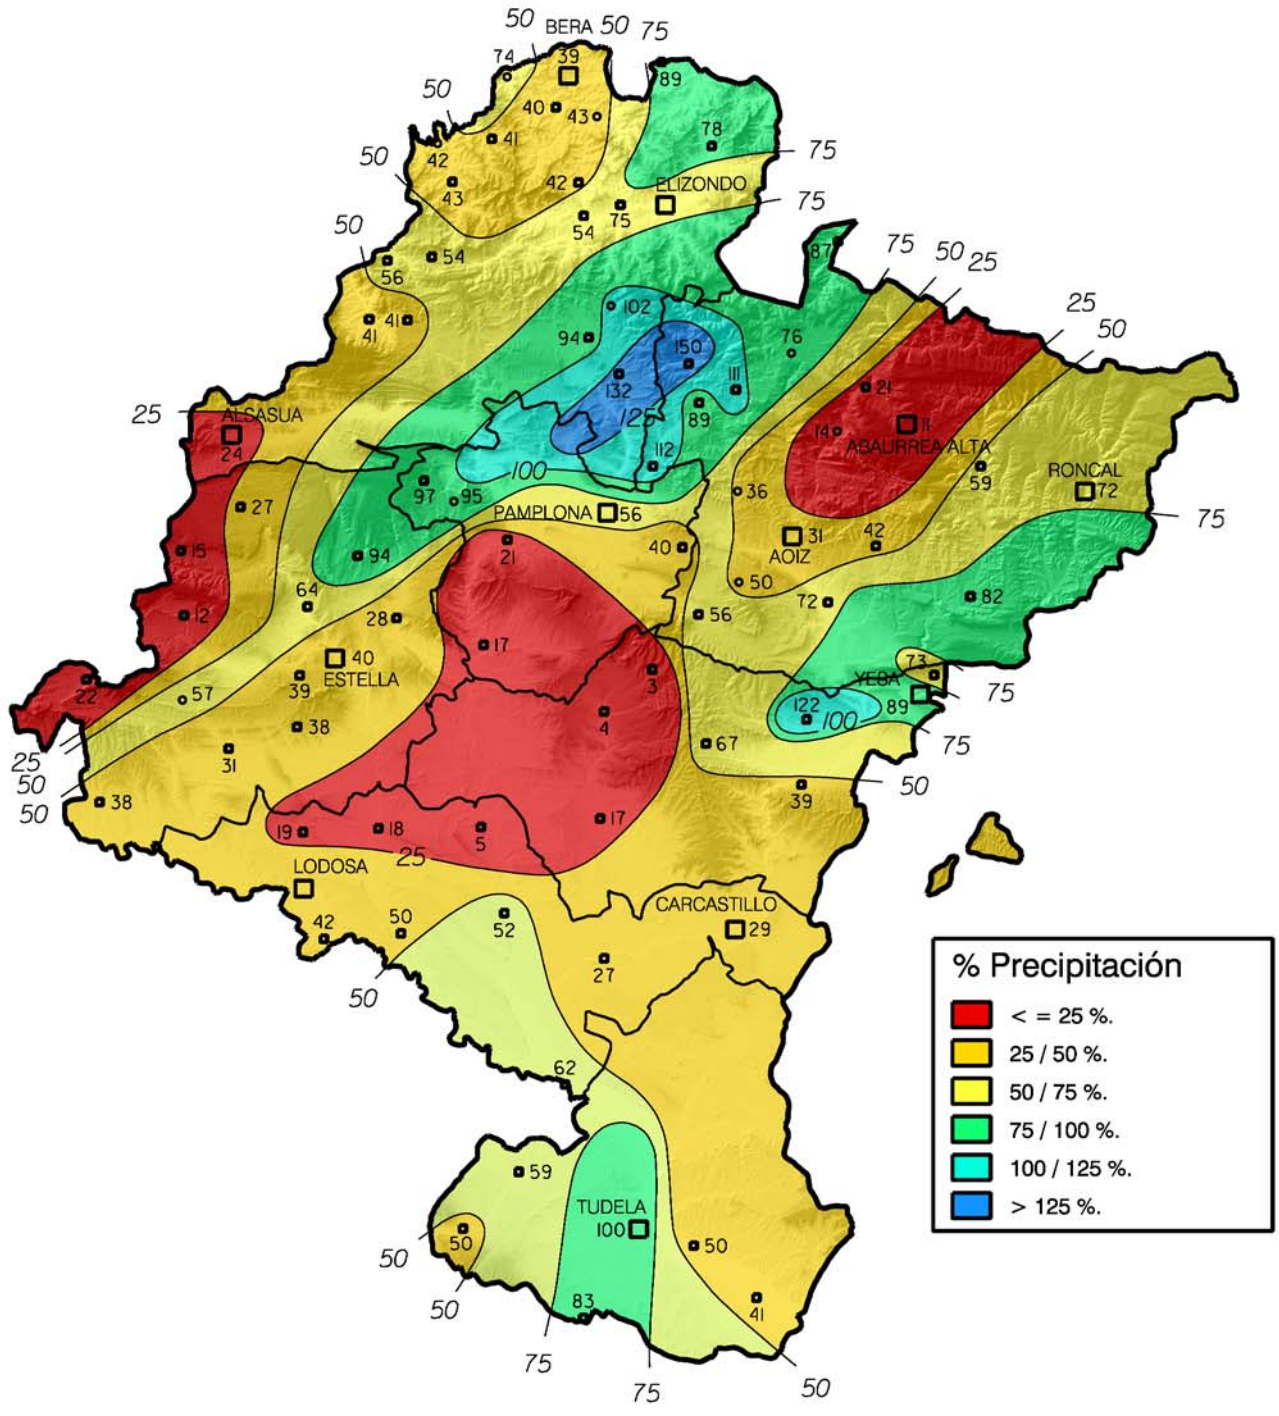 50 BERA 50 75
74 39 89
50 40 43 78
41
50 42 75
43 42 ELIZONDO
75 75
54
50 54 87 75 50 25
56
102 25
41 41 94 76 50
150
132 111 21
25 ALSASUA 125 89 14 11
24 ABAURREA ALTA
112 59 RONCAL
100 72
97 95 36
27 PAMPLONA 56 75
15 21 40 31 42
94 AOIZ
50
64 72 82
12 28 56
17
40 73
22 39 ESTELLA 3 YESA 75
57 89
38 4 122 100
67 75
25 31
50 50
50 38 39
19 18 5 17
25
LODOSA
CARCASTILLO
42 50 52 29
27
50
62
59
TUDELA
100
50 50 50
50 83 41
75
75 50
% Precipitación
< = 25 %.
25 / 50 %.
50 / 75 %.
75 / 100 %.
100 / 125 %.
> 125 %.